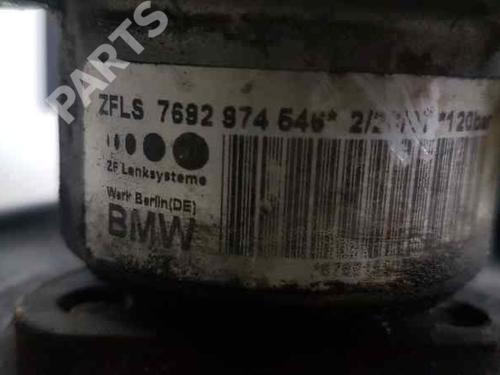 PARTS
ZFLS 7692 974 546* *120bar
ZF Lenksysteme
Werk Berlin(DE)
BMW